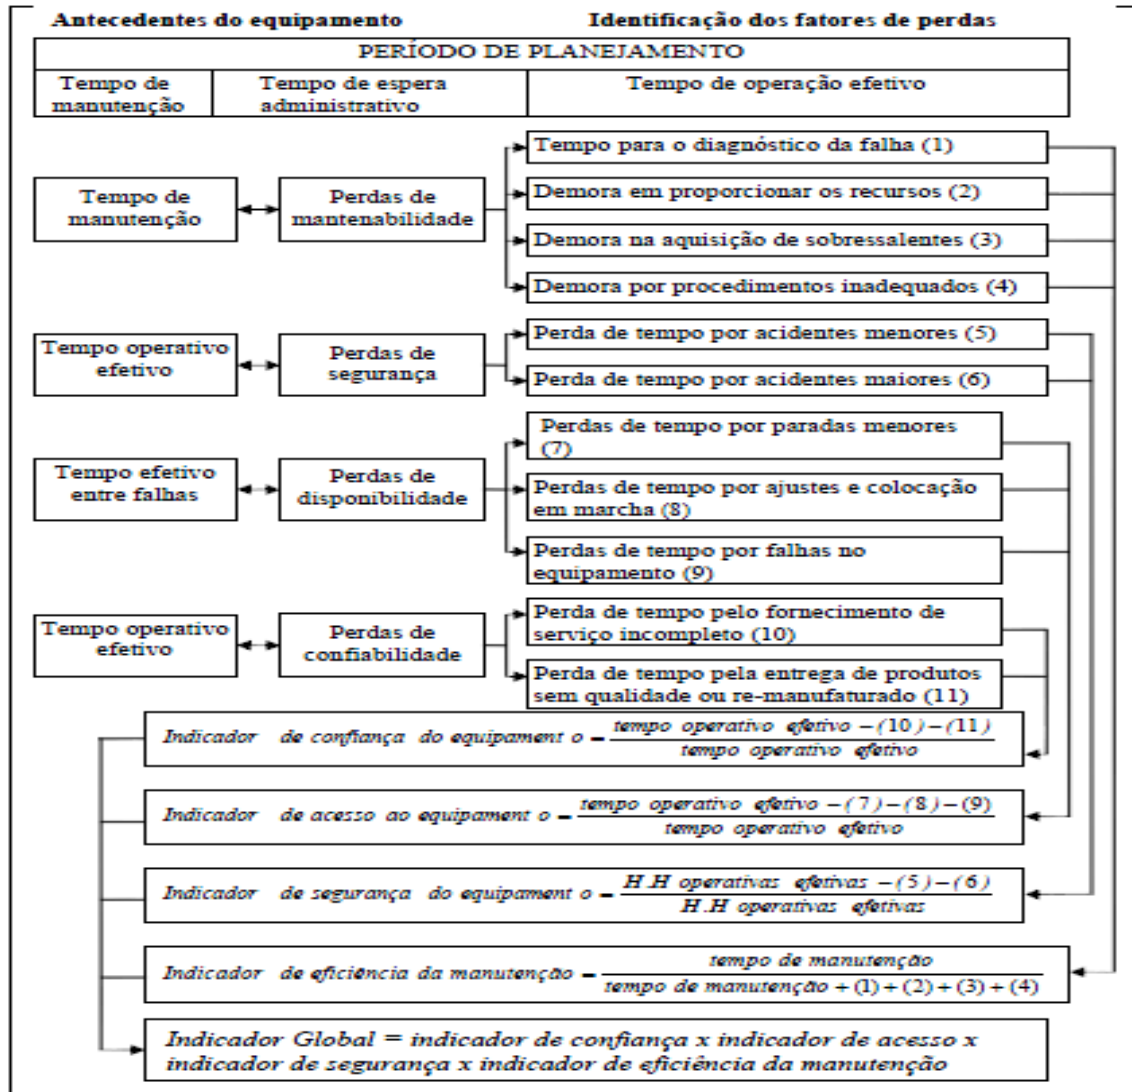 Antecedentes do equipamento
Identificação dos fatores de perdas
PERÍODO DE PLANEJAMENTO
Tempo de
manutenção
Tempo de espera
administrativo
Tempo de operação efetivo
Tempo de
manutenção
Perdas de
mantenabilidade
Tempo para o diagnóstico da falha (1)
Demora em proporcionar os recursos (2)
Demora na aquisição de sobressalentes (3)
Demora por procedimentos inadequados (4)
Tempo operativo
efetivo
Perdas de
segurança
Perda de tempo por acidentes menores (5)
Perda de tempo por acidentes maiores (6)
Tempo efetivo
entre falhas
Perdas de
disponibilidade
Perdas de tempo por paradas menores
(7)
Perdas de tempo por ajustes e colocação
em marcha (8)
Perdas de tempo por falhas no
equipamento (9)
Tempo operativo
efetivo
Perdas de
confiabilidade
Perda de tempo pelo fornecimento de
serviço incompleto (10)
Perda de tempo pela entrega de produtos
sem qualidade ou re-manufaturado (11)
Indicador de confiança do equipament o = tempo operativo efetivo -(10)-(11)
tempo operativo efetivo
Indicador de acesso ao equipament o = tempo operativo efetivo -(7)-(8)-(9)
tempo operativo efetivo
Indicador de segurança do equipament o = H.H operativas efetivas -(5)-(6)
H.H operativas efetivas
Indicador de eficiência da manutenção = tempo de manutenção
tempo de manutenção +(1)+(2)+(3)+(4)
Indicador Global = indicador de confiança x indicador de acesso x
indicador de segurança x indicador de eficiência da manutenção